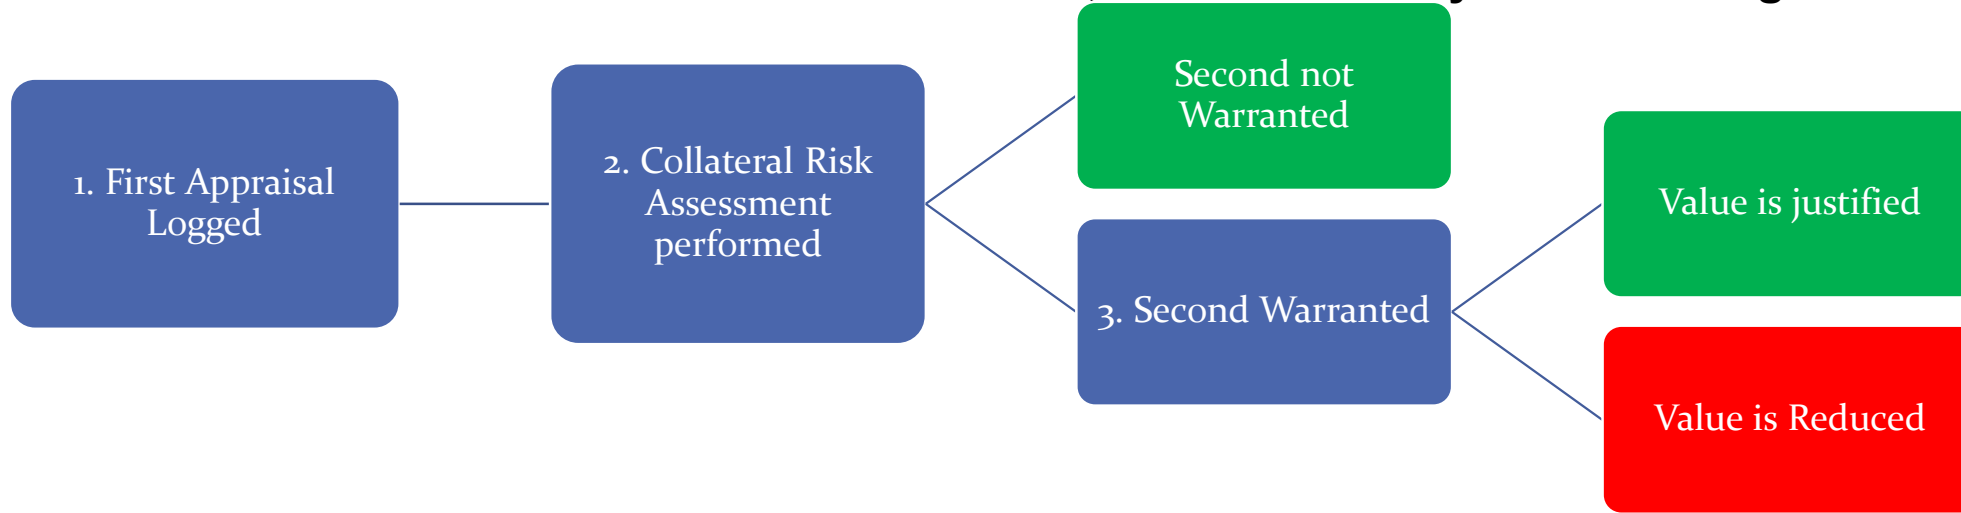 1. First Appraisal
Logged
2. Collateral Risk
Assessment
performed
Second not
Warranted
3. Second Warranted
Value is justified
Value is Reduced